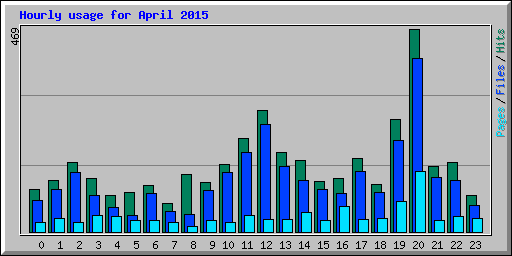 Hourly usage for April 2015
469
Pages / Files / Hits
0 1 2 3 4 5 6 7 8 9 10 11 12 13 14 15 16 17 18 19 20 21 22 23